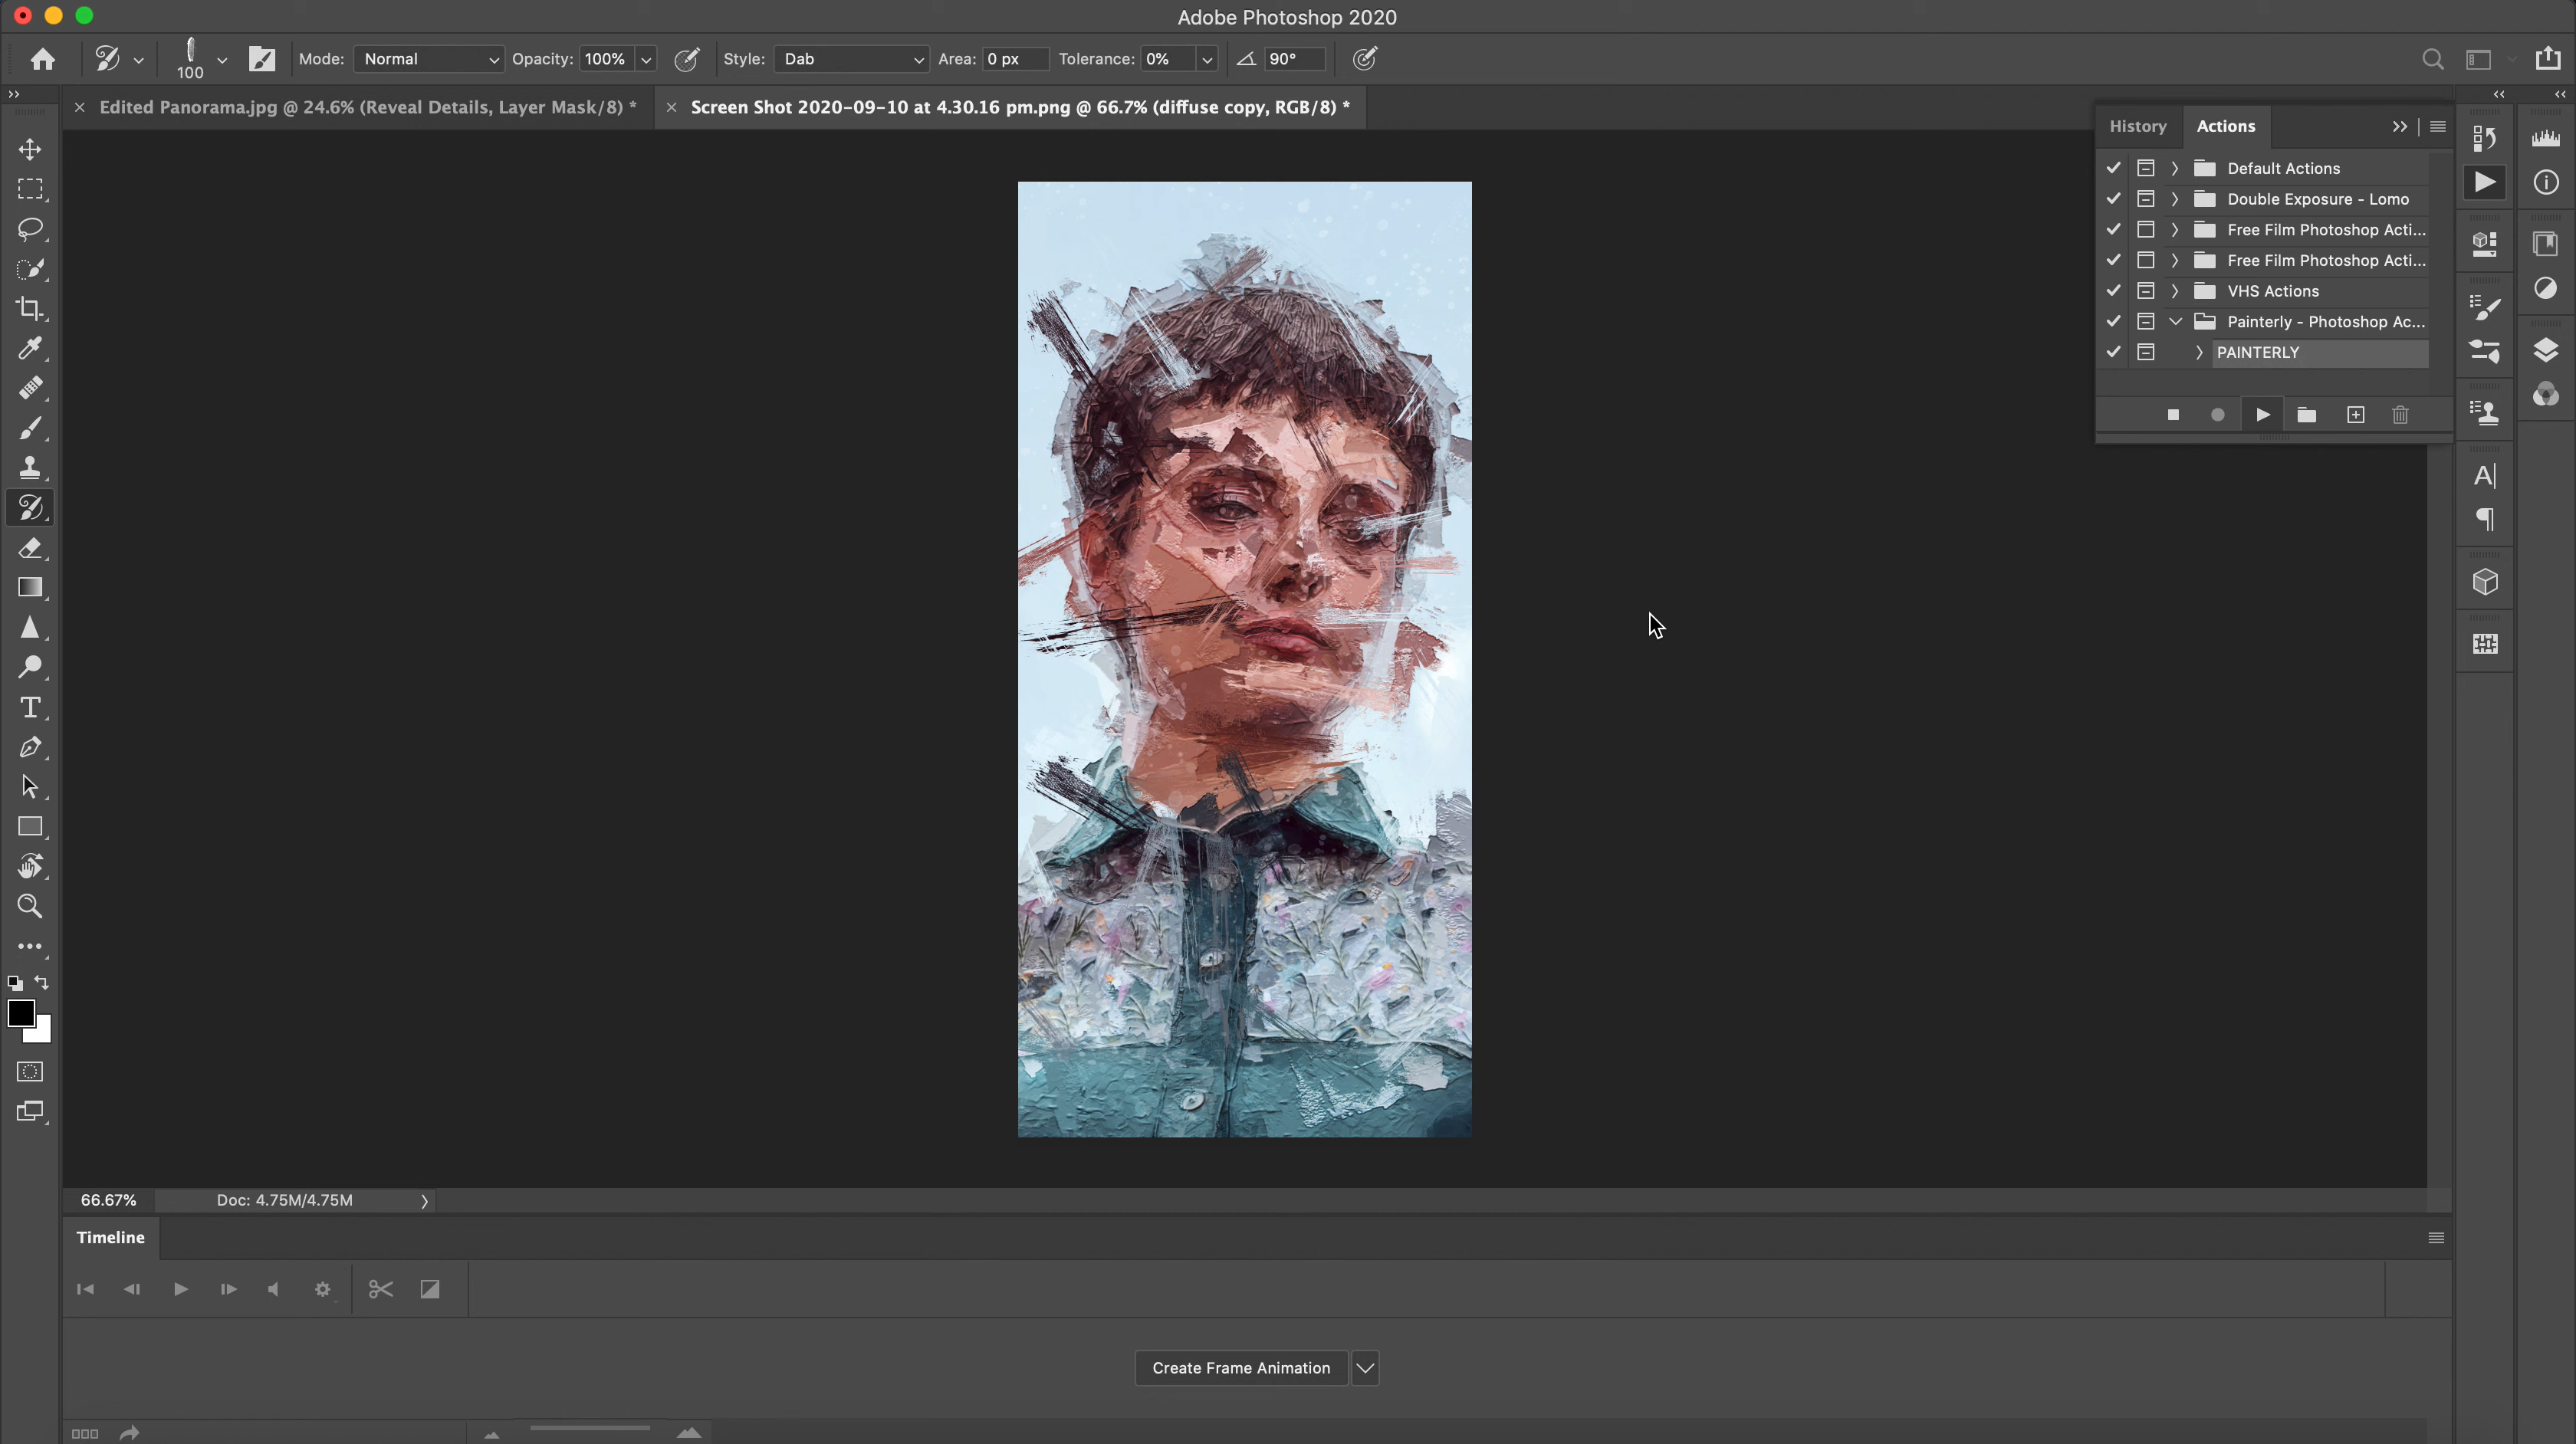 Adobe Photoshop 2020
100
Mode: Normal Opacity: 100% Style: Dab Area: 0 px Tolerance: 0% 90°
Edited Panorama.jpg @ 24.6% (Reveal Details, Layer Mask/8) *
Screen Shot 2020-09-10 at 4.30.16 pm.png @ 66.7% (diffuse copy, RGB/8) *
History Actions
Default Actions
Double Exposure - Lomo
Free Film Photoshop Acti...
Free Film Photoshop Acti...
VHS Actions
Painterly - Photoshop Ac...
PAINTERLY
66.67% Doc: 4.75M/4.75M
Timeline
Create Frame Animation